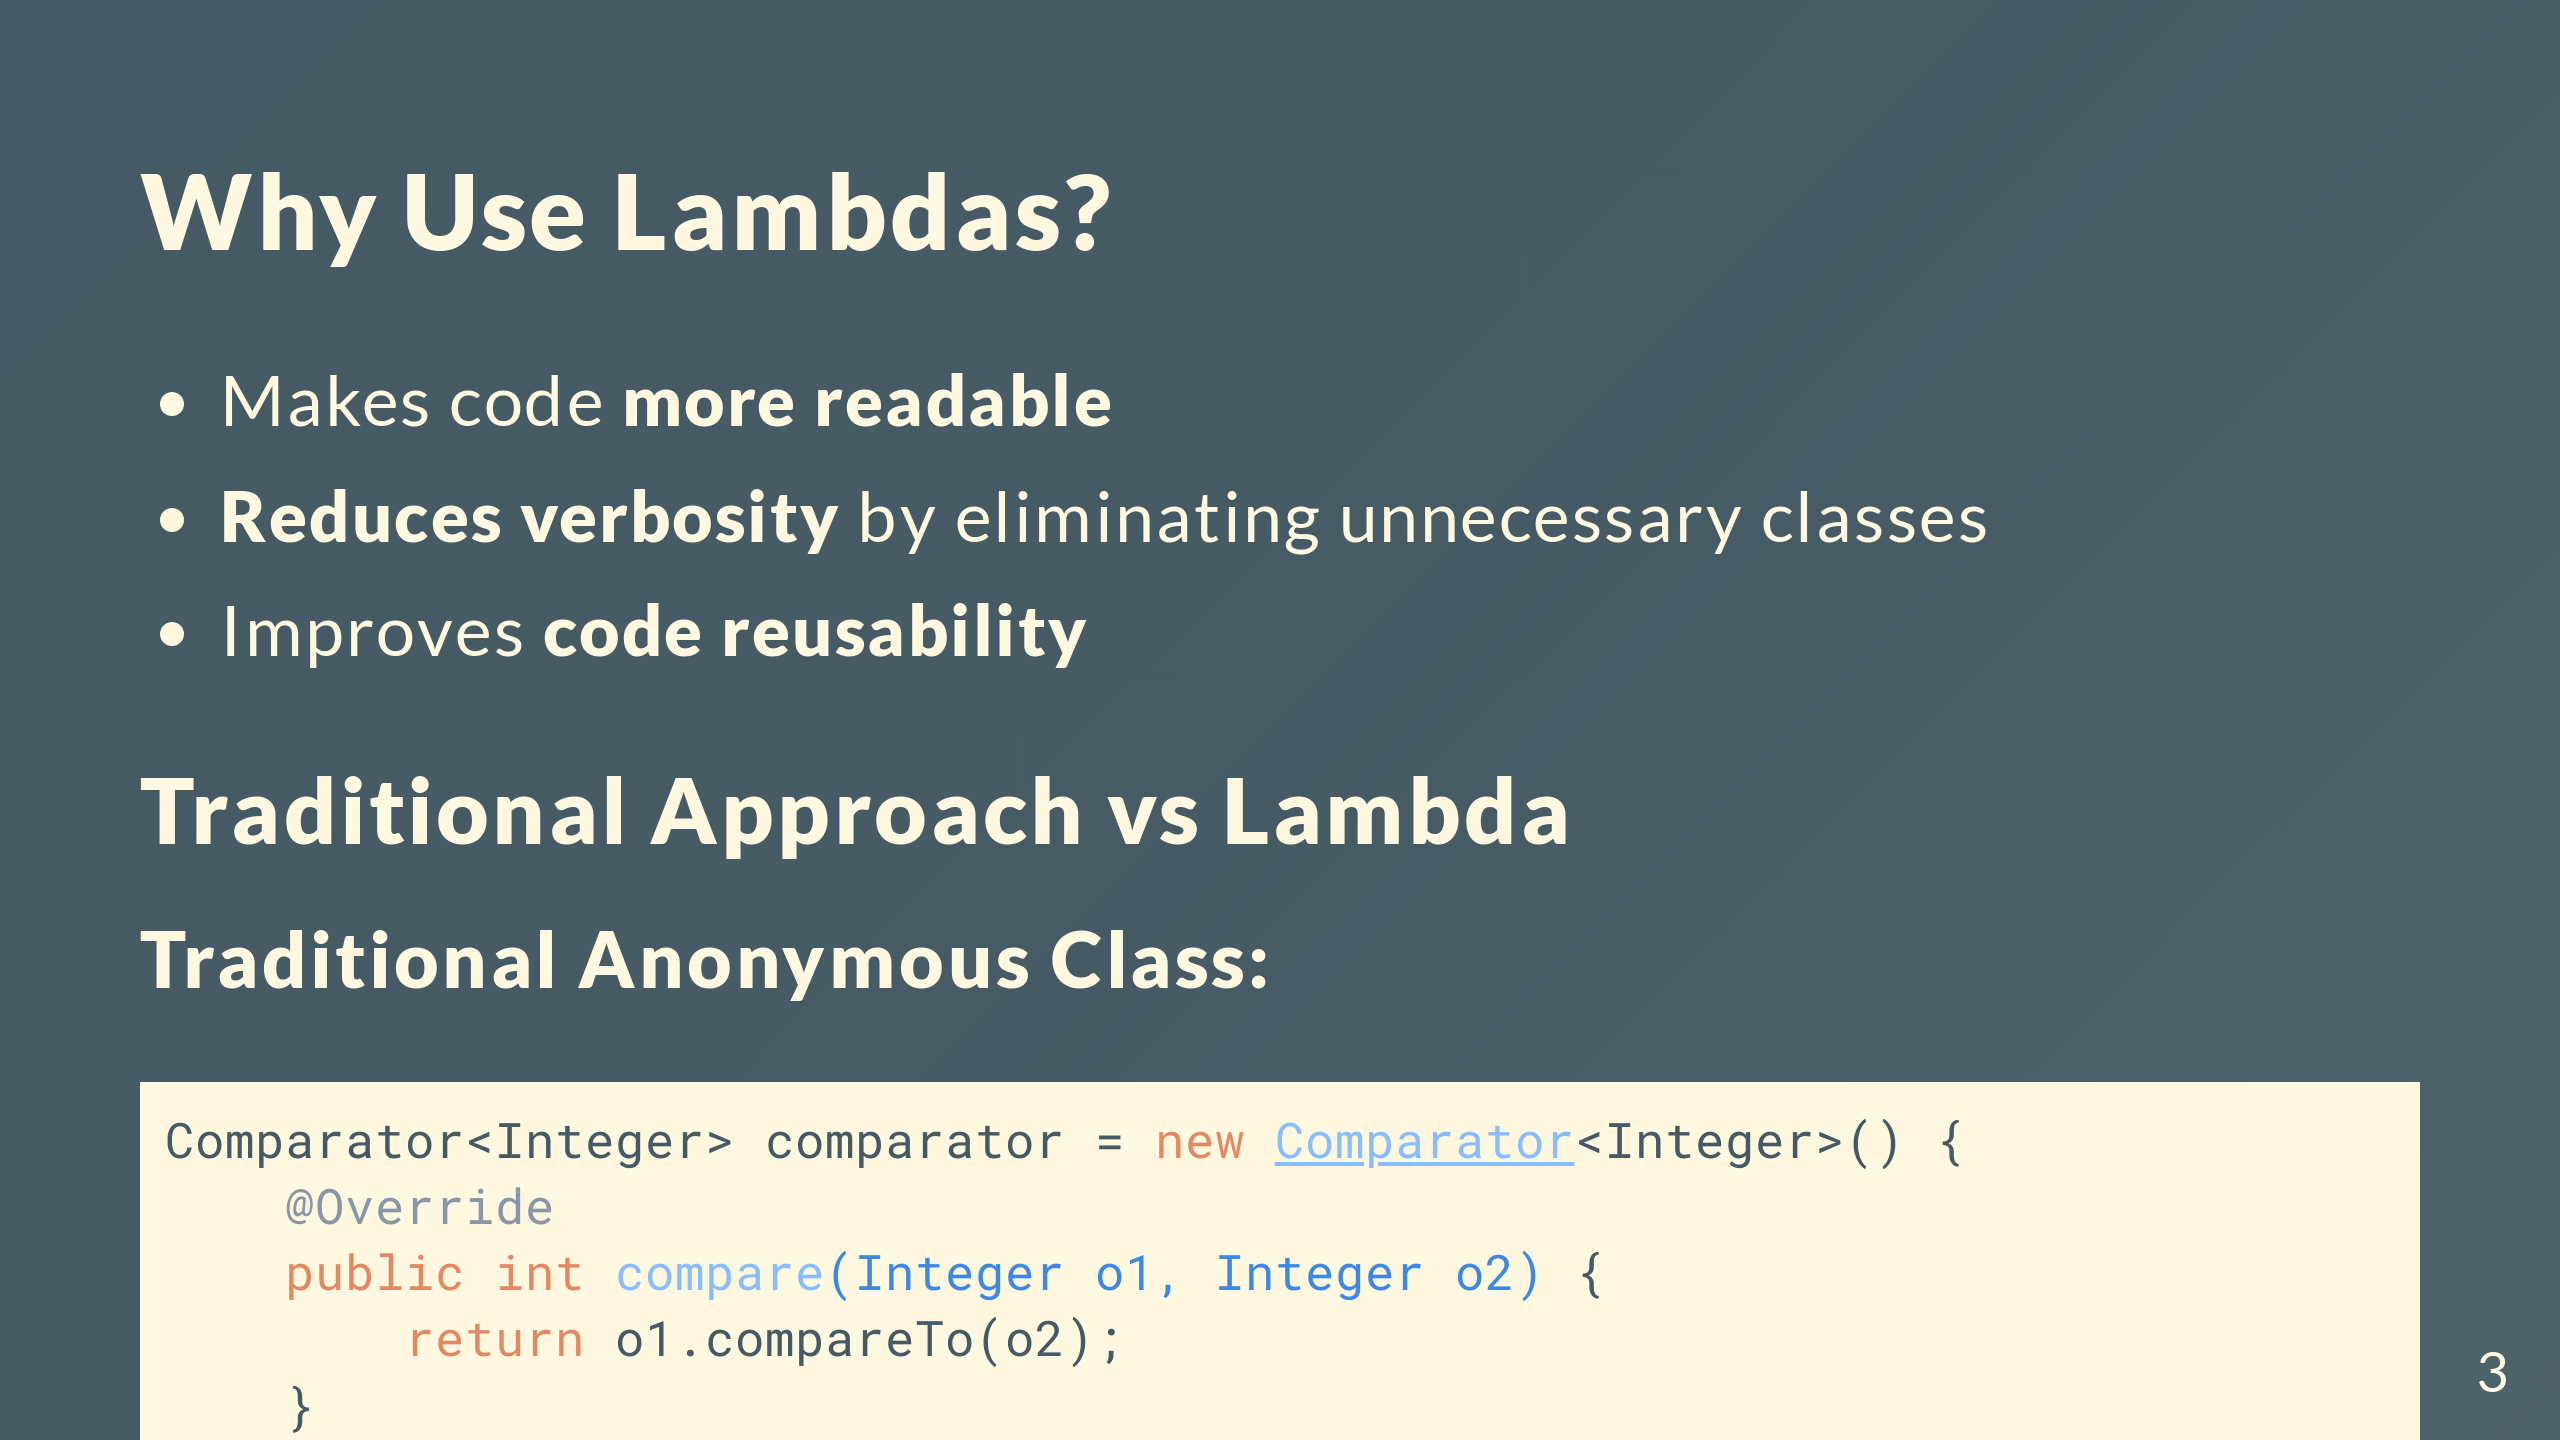 Why Use Lambdas?
• Makes code more readable
• Reduces verbosity by eliminating unnecessary classes
• Improves code reusability
Traditional Approach vs Lambda
Traditional Anonymous Class:
Comparator<Integer> comparator = new Comparator<Integer>() {
    @Override
    public int compare(Integer o1, Integer o2) {
        return o1.compareTo(o2);
    }
3